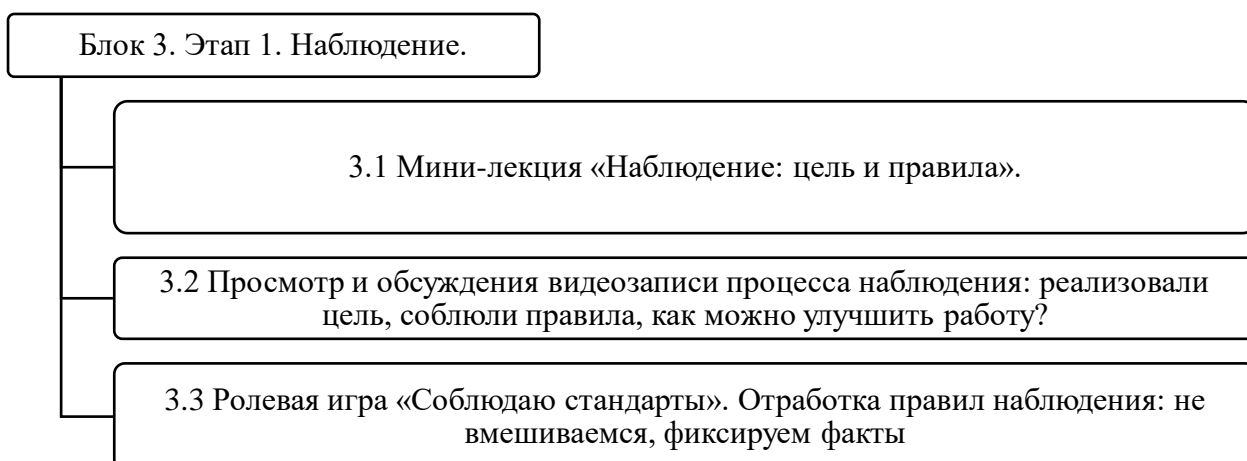 Блок 3. Этап 1. Наблюдение.
3.1 Мини-лекция «Наблюдение: цель и правила».
3.2 Просмотр и обсуждения видеозаписи процесса наблюдения: реализовали
цель, соблюли правила, как можно улучшить работу?
3.3 Ролевая игра «Соблюдаю стандарты». Отработка правил наблюдения: не
вмешиваемся, фиксируем факты